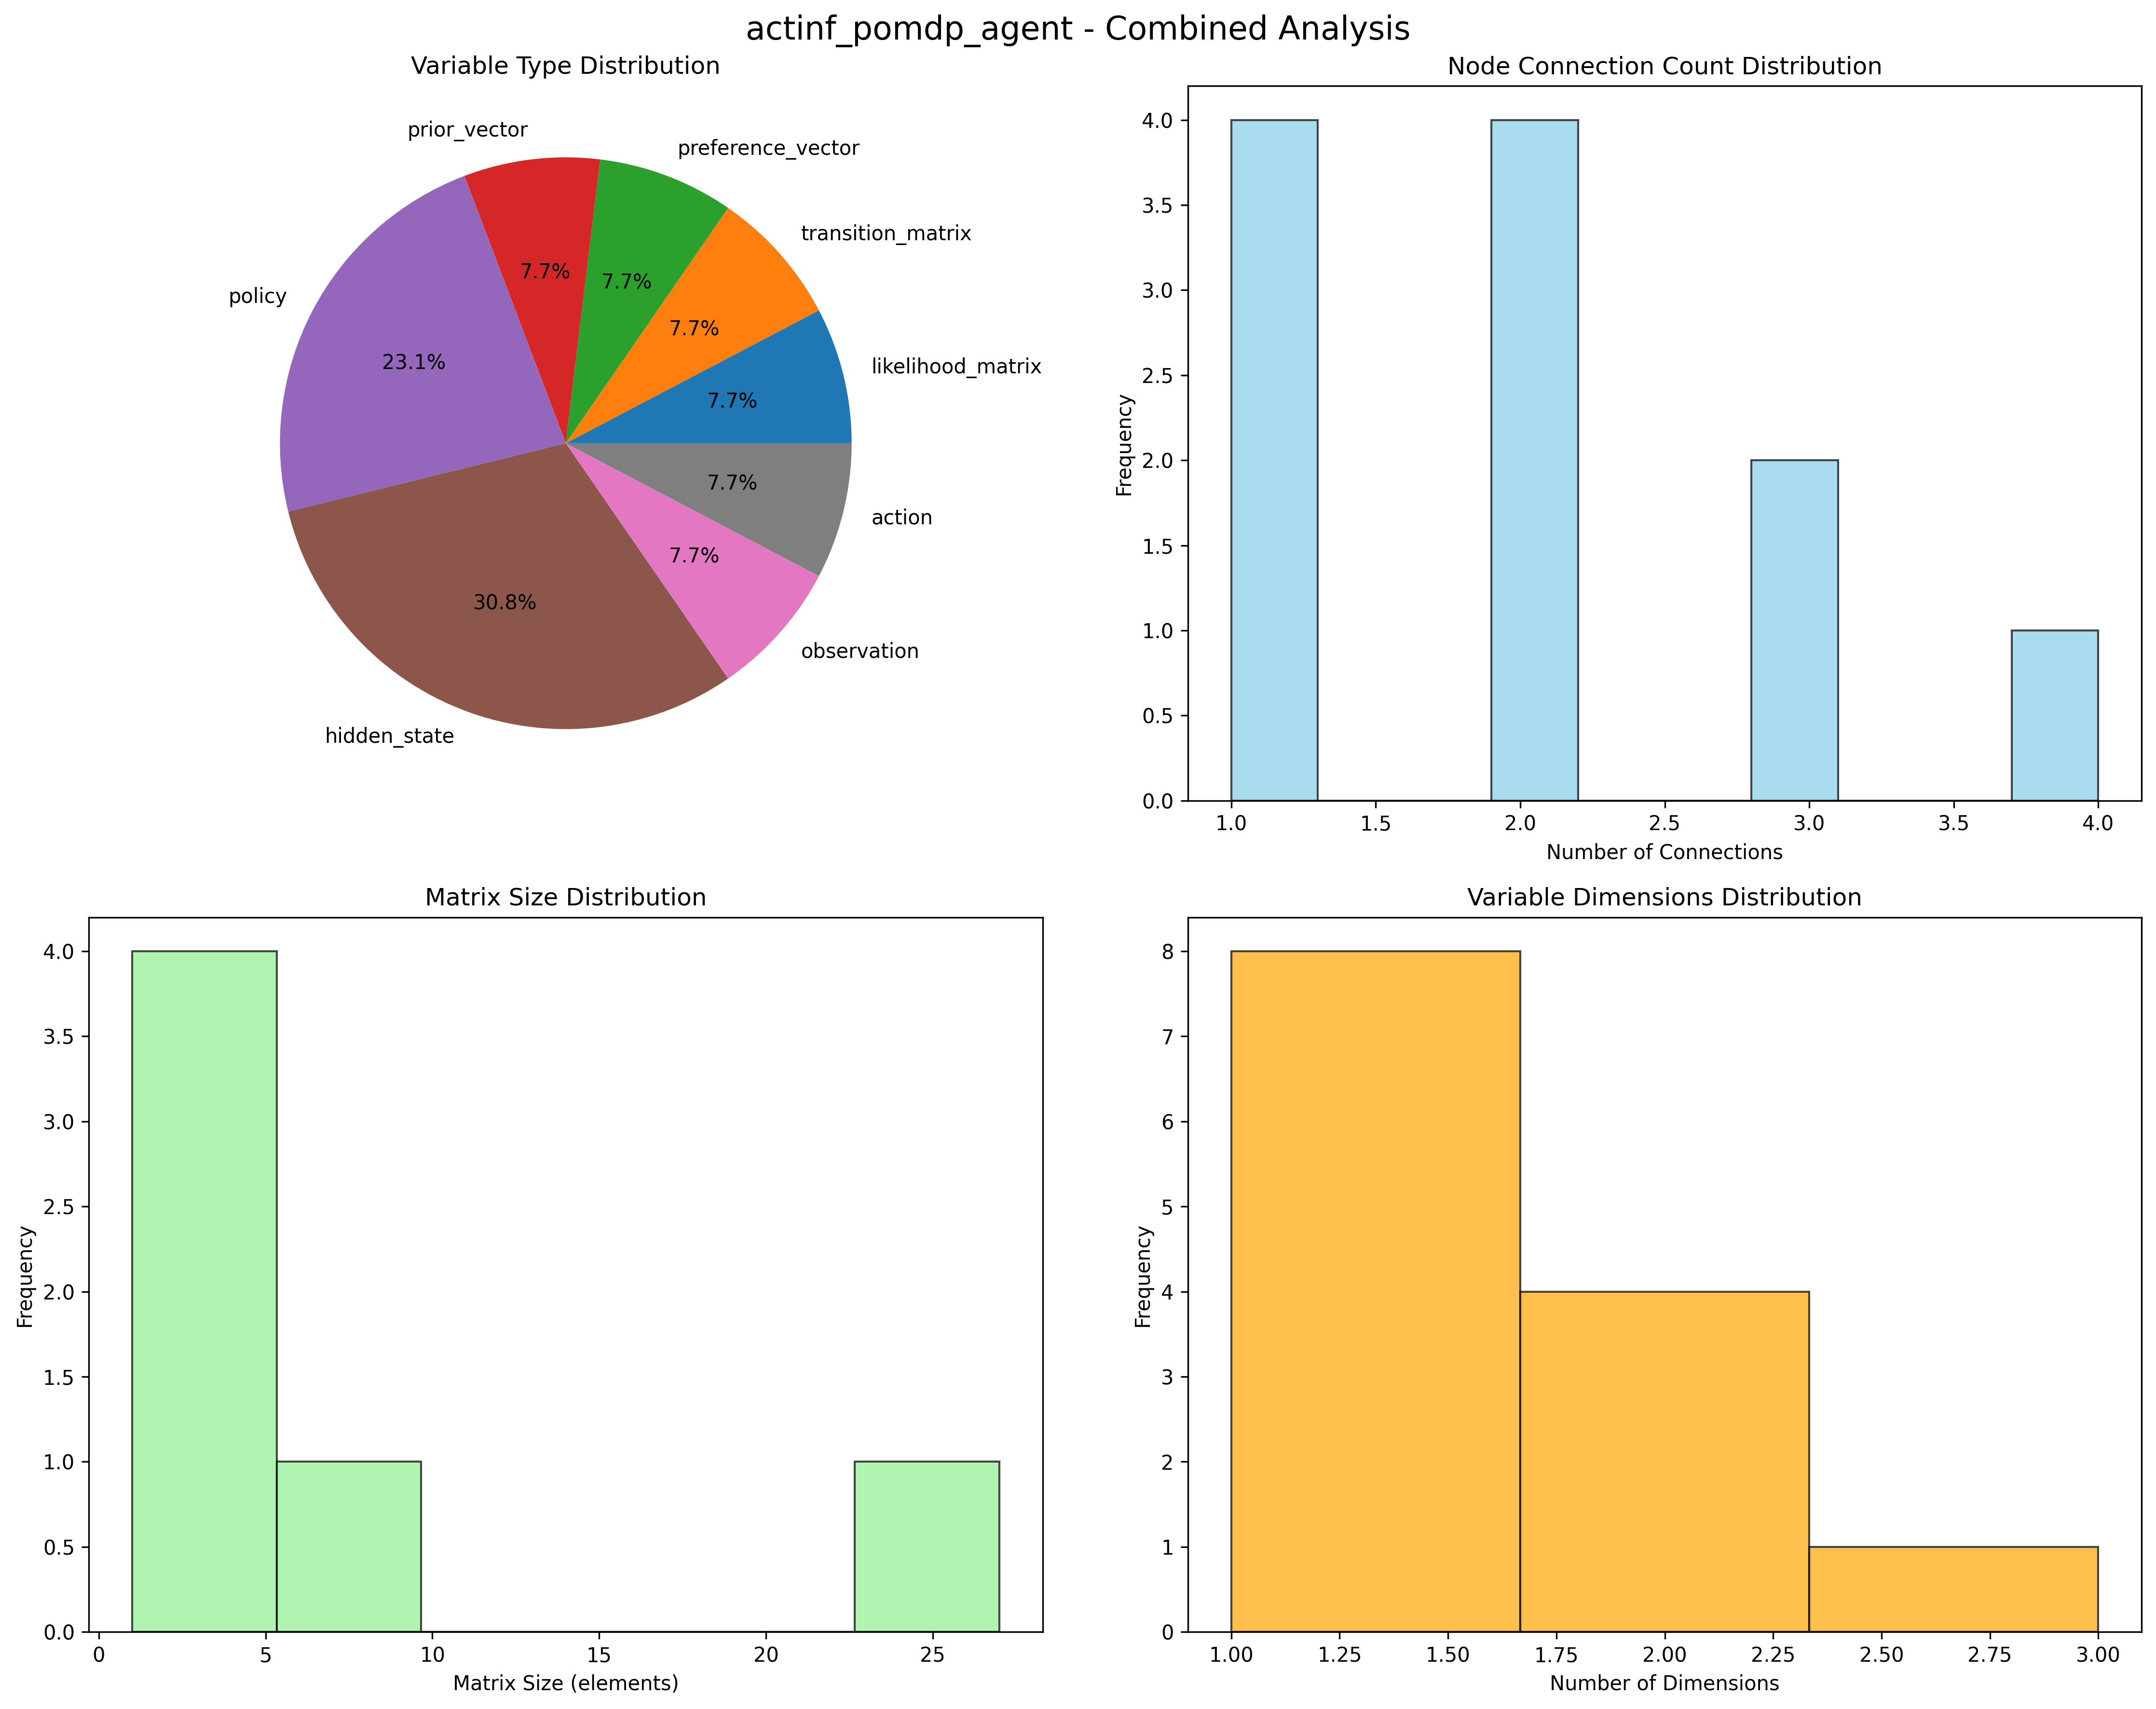 actinf_pomdp_agent - Combined Analysis
Variable Type Distribution
prior_vector
preference_vector
transition_matrix
likelihood_matrix
policy
hidden_state
observation
action
7.7%
7.7%
7.7%
7.7%
23.1%
30.8%
7.7%
7.7%
Node Connection Count Distribution
Frequency
4.0
3.5
3.0
2.5
2.0
1.5
1.0
0.5
0.0
1.0 1.5 2.0 2.5 3.0 3.5 4.0
Number of Connections
Matrix Size Distribution
Frequency
4.0
3.5
3.0
2.5
2.0
1.5
1.0
0.5
0.0
0 5 10 15 20 25
Matrix Size (elements)
Variable Dimensions Distribution
Frequency
8
7
6
5
4
3
2
1
0
1.00 1.25 1.50 1.75 2.00 2.25 2.50 2.75 3.00
Number of Dimensions